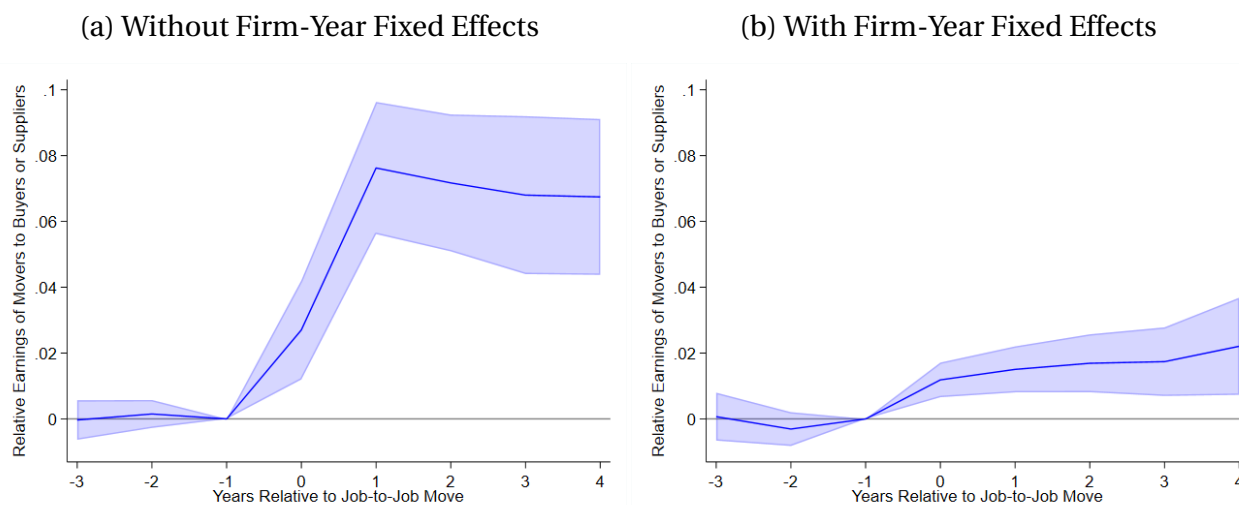 (a) Without Firm-Year Fixed Effects
Relative Earnings of Movers to Buyers or Suppliers
.1
.08
.06
.04
.02
0
-3 -2 -1 0 1 2 3 4
Years Relative to Job-to-Job Move
(b) With Firm-Year Fixed Effects
Relative Earnings of Movers to Buyers or Suppliers
.1
.08
.06
.04
.02
0
-3 -2 -1 0 1 2 3 4
Years Relative to Job-to-Job Move